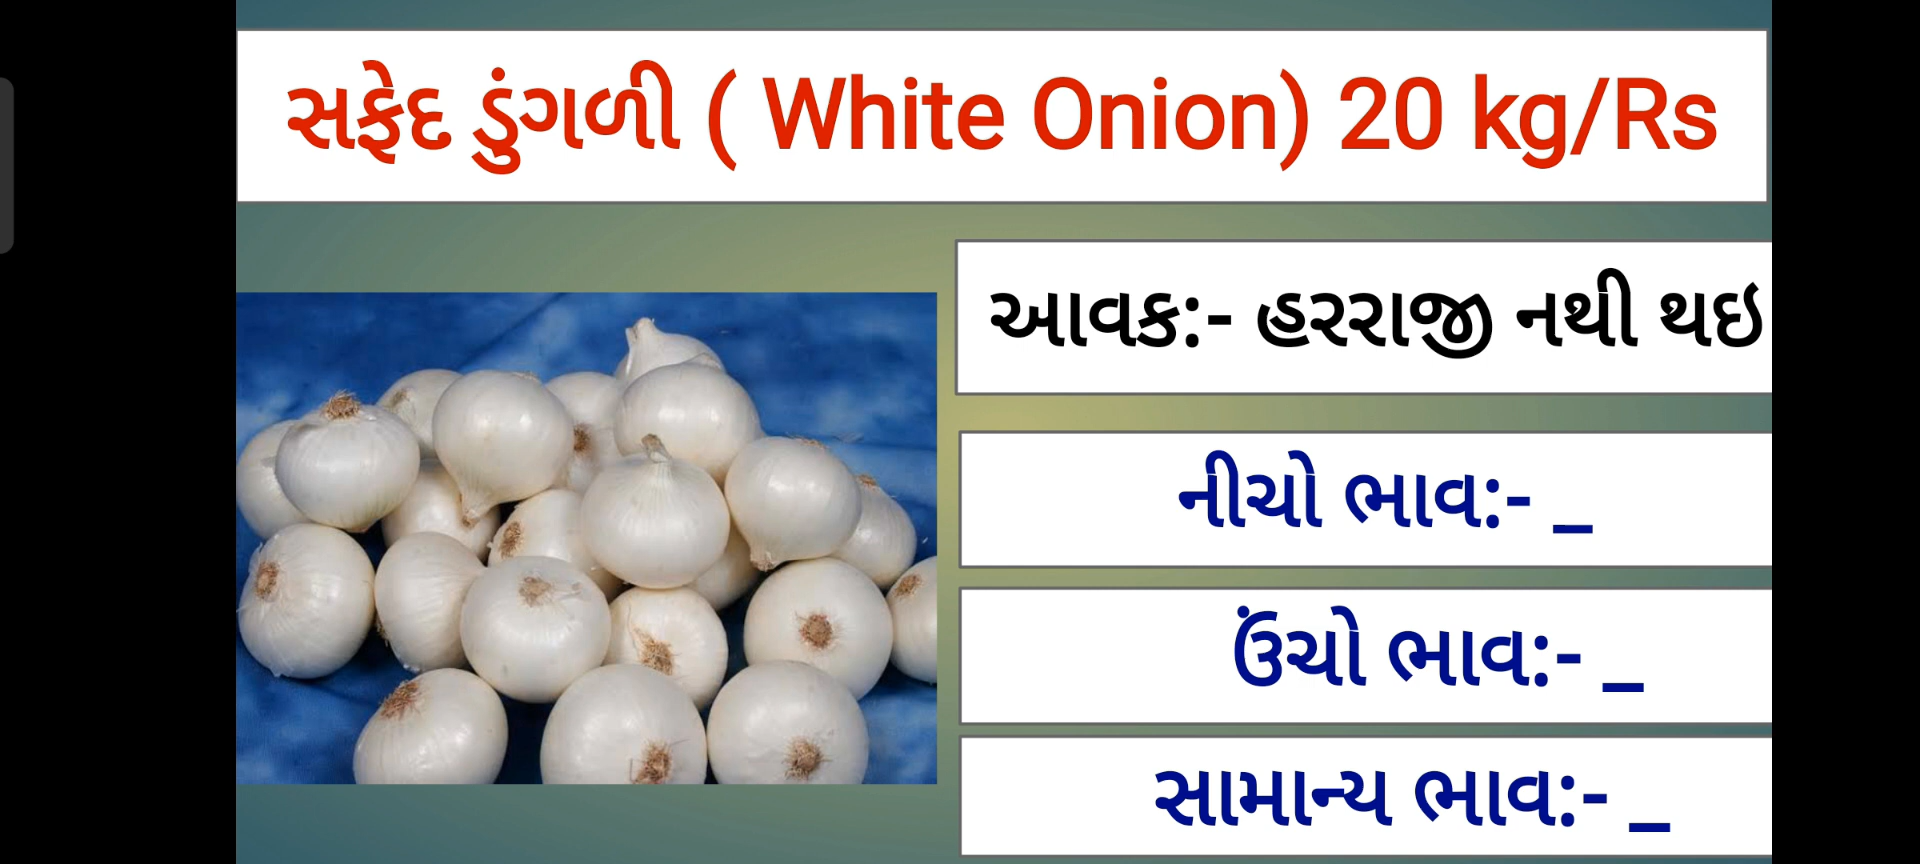 સફેદ ડુંગળી ( White Onion) 20 kg/Rs
આવક:- હરરાજી નથી થઇ
નીચો ભાવ:- _
ઉંચો ભાવ:- _
સામાન્ય ભાવ:- _